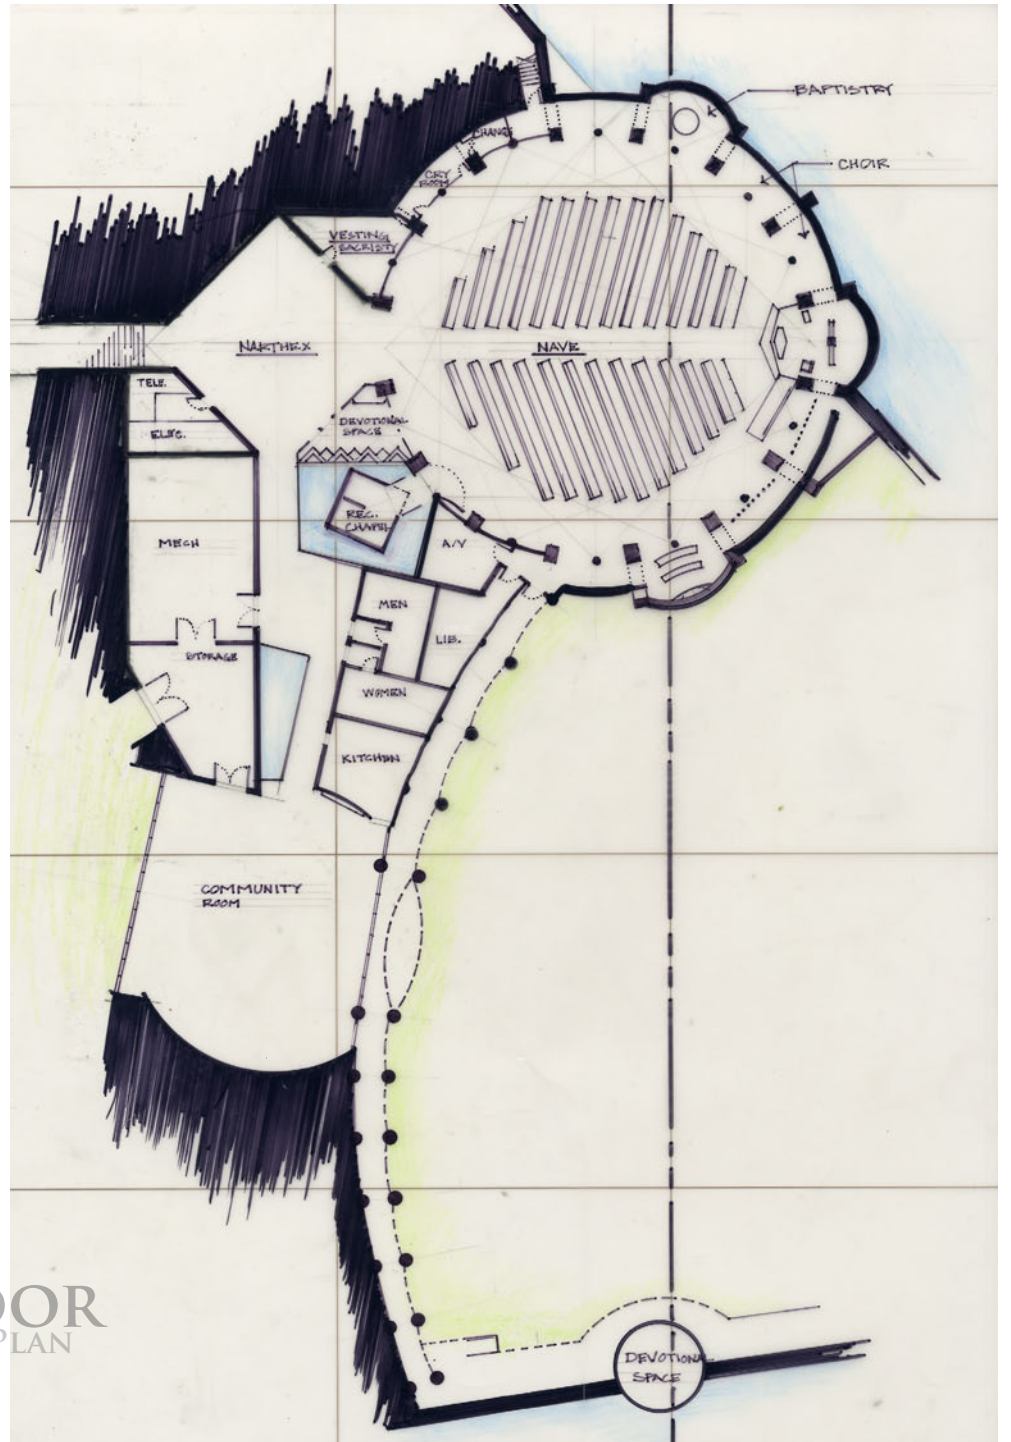 BAPTISTRY
CHANGE
CHOIR
CRY
ROOM
VESTING
SACRISTY
NARTHEX
NAVE
TELE.
ELEC.
DEVOTIONAL
SPACE
REC.
CHAPEL
A/V
MECH
MEN
LIB.
STORAGE
WOMEN
KITCHEN
COMMUNITY
ROOM
OOR
PLAN
DEVOTIONAL
SPACE